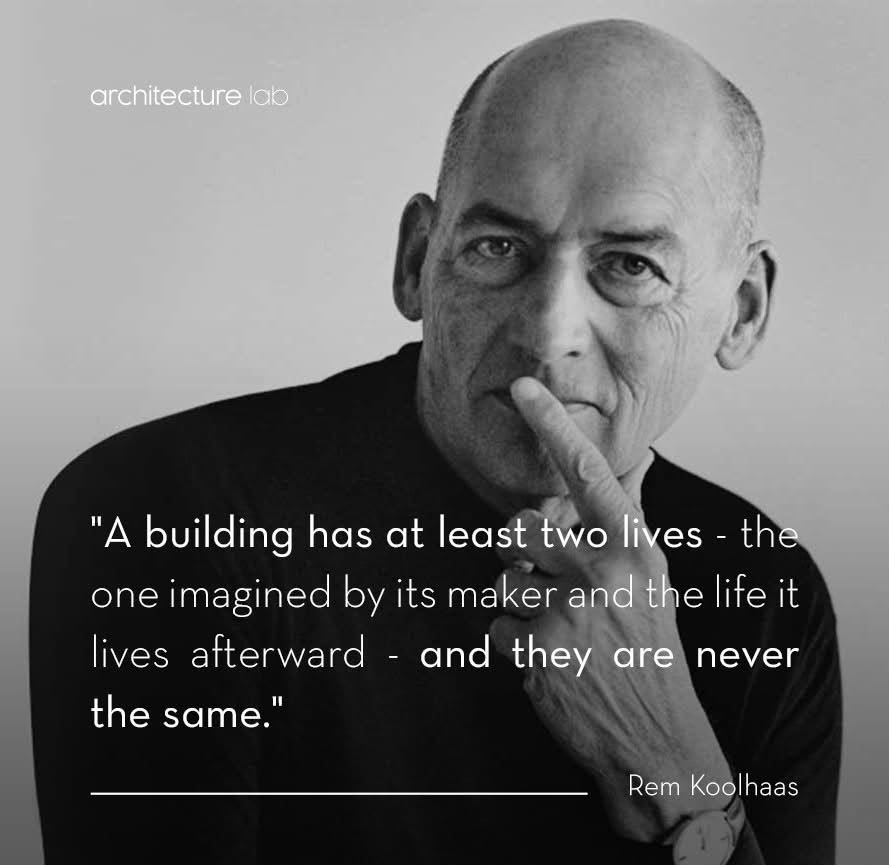 architecture lab
"A building has at least two lives - the
one imagined by its maker and the life it
lives afterward - and they are never
the same."
Rem Koolhaas